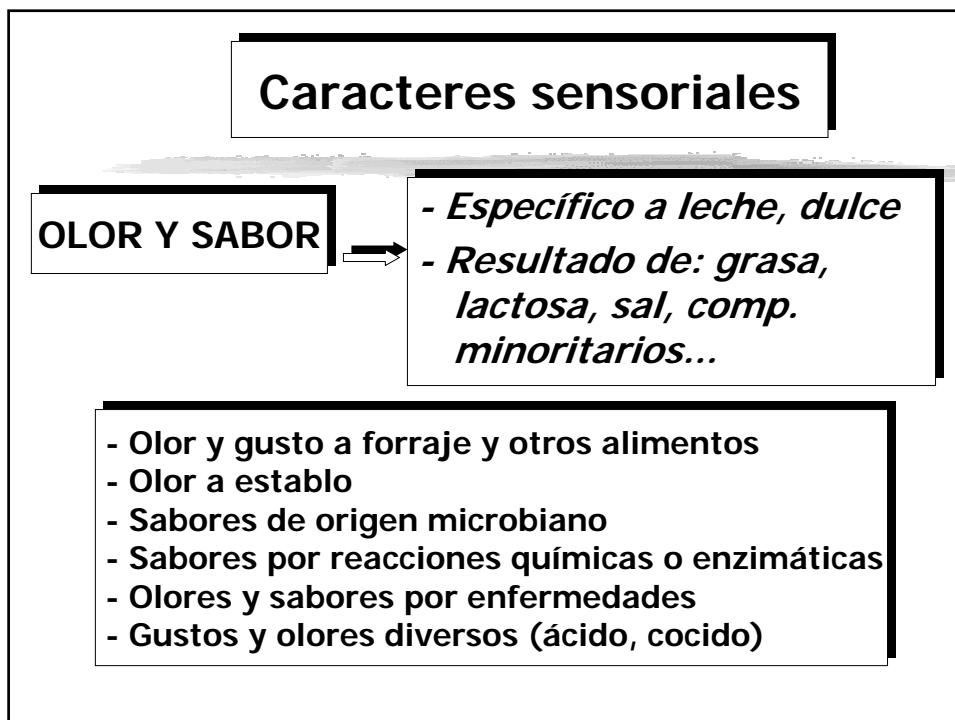 Caracteres sensoriales
OLOR Y SABOR
- Específico a leche, dulce
- Resultado de: grasa,
lactosa, sal, comp.
minoritarios...
- Olor y gusto a forraje y otros alimentos
- Olor a establo
- Sabores de origen microbiano
- Sabores por reacciones químicas o enzimáticas
- Olores y sabores por enfermedades
- Gustos y olores diversos (ácido, cocido)